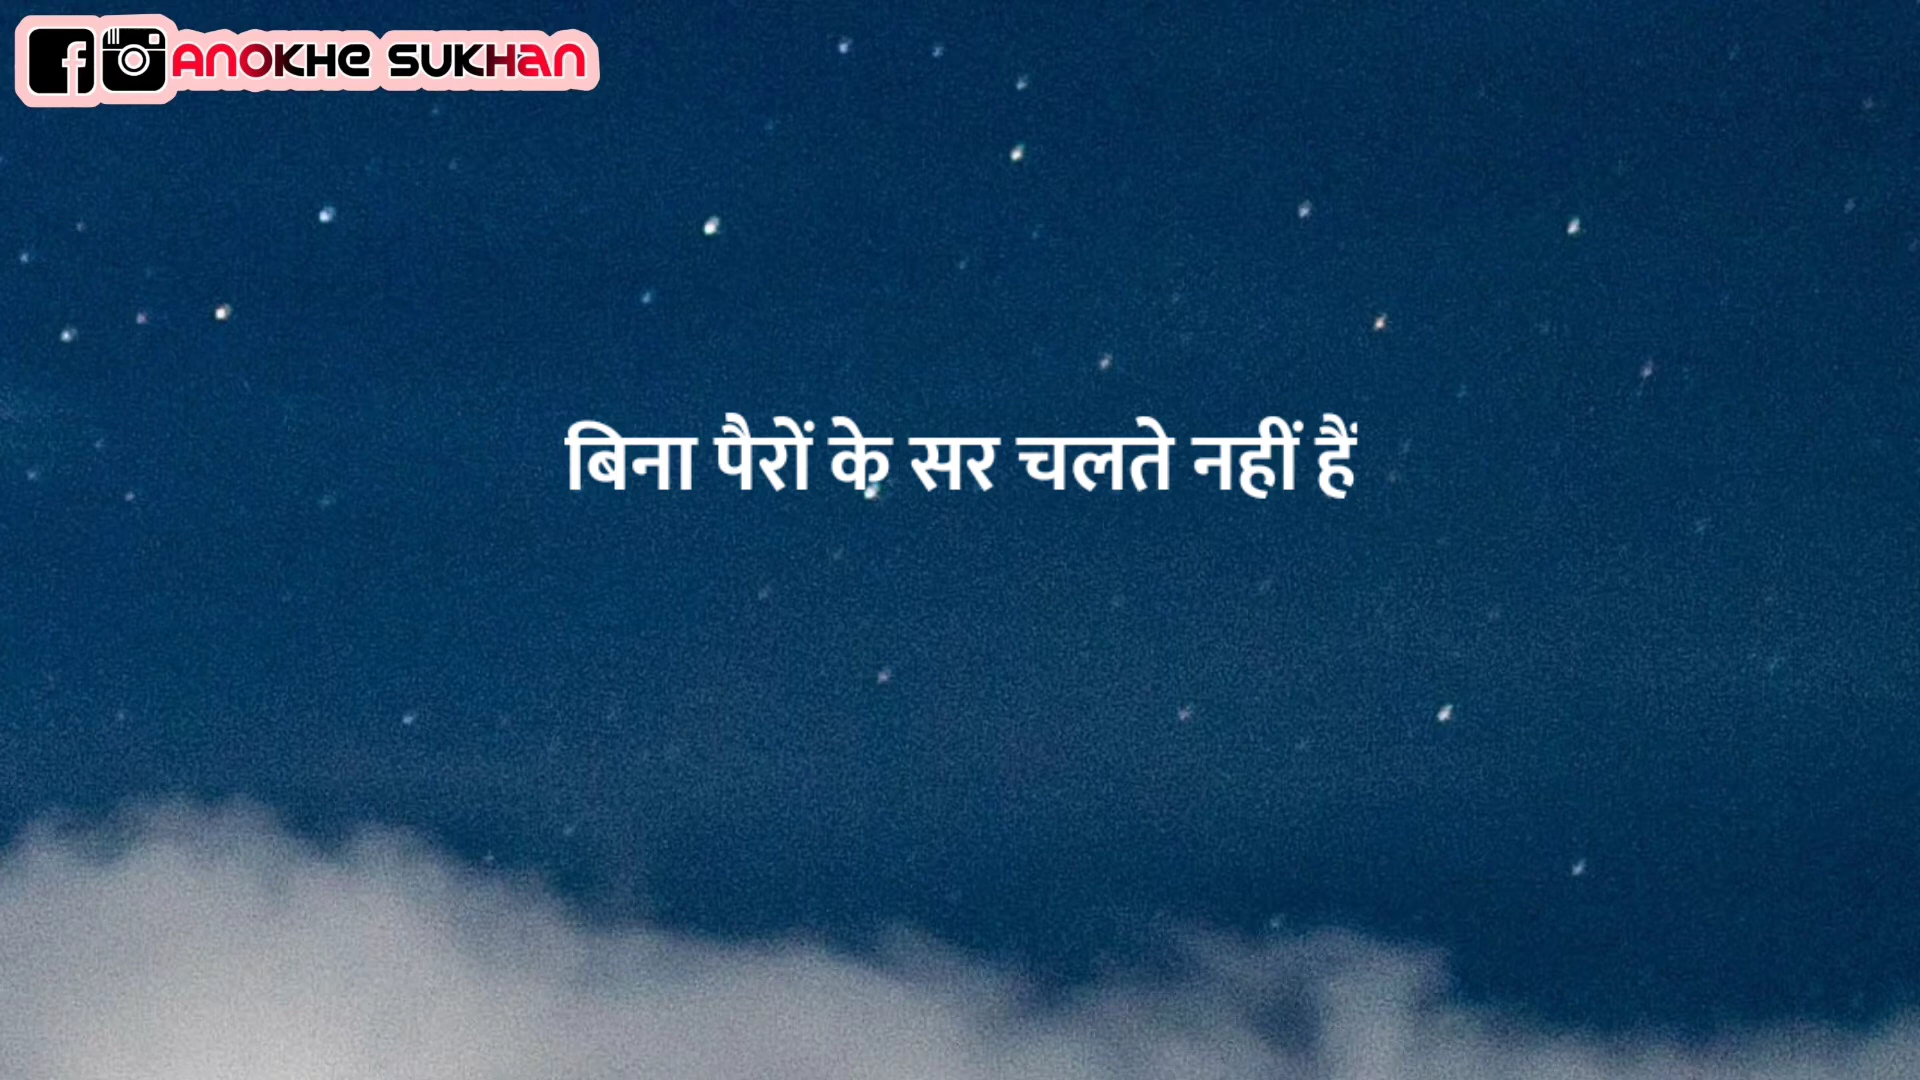 ANOKHE SUKHAN
बिना पैरों के सर चलते नहीं हैं